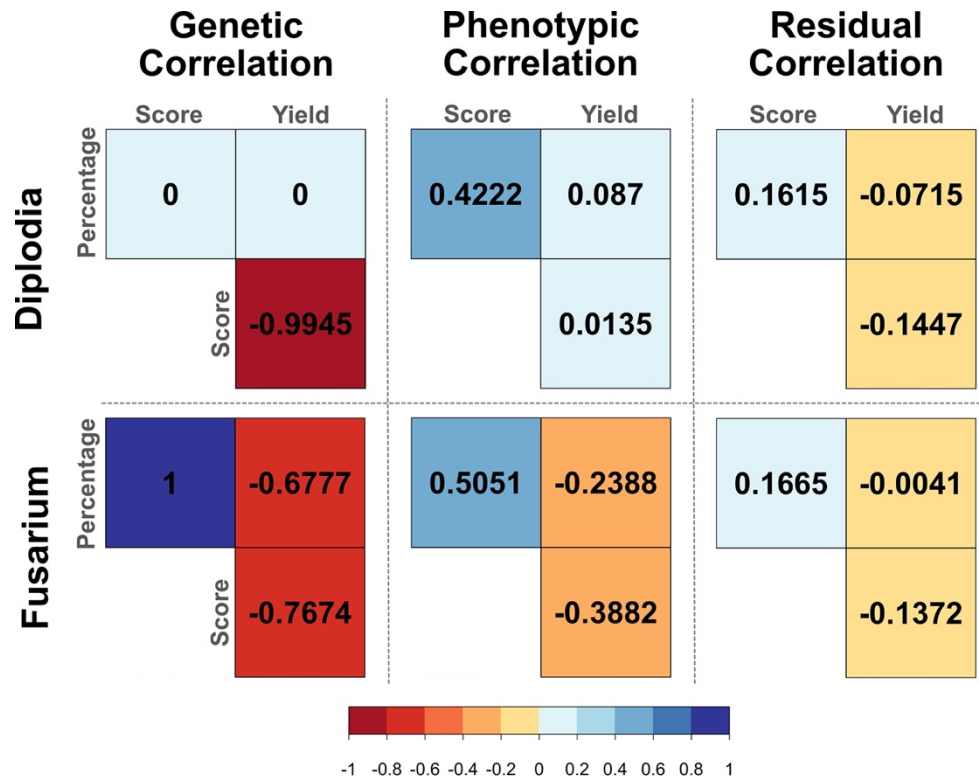 Genetic Correlation
Phenotypic Correlation
Residual Correlation
Score Yield Score Yield Score Yield
Diplodia
Percentage
0 0 0.4222 0.087 0.1615 -0.0715
Score
-0.9945 0.0135 -0.1447
Fusarium
Percentage
1 -0.6777 0.5051 -0.2388 0.1665 -0.0041
Score
-0.7674 -0.3882 -0.1372
-1 -0.8 -0.6 -0.4 -0.2 0 0.2 0.4 0.6 0.8 1